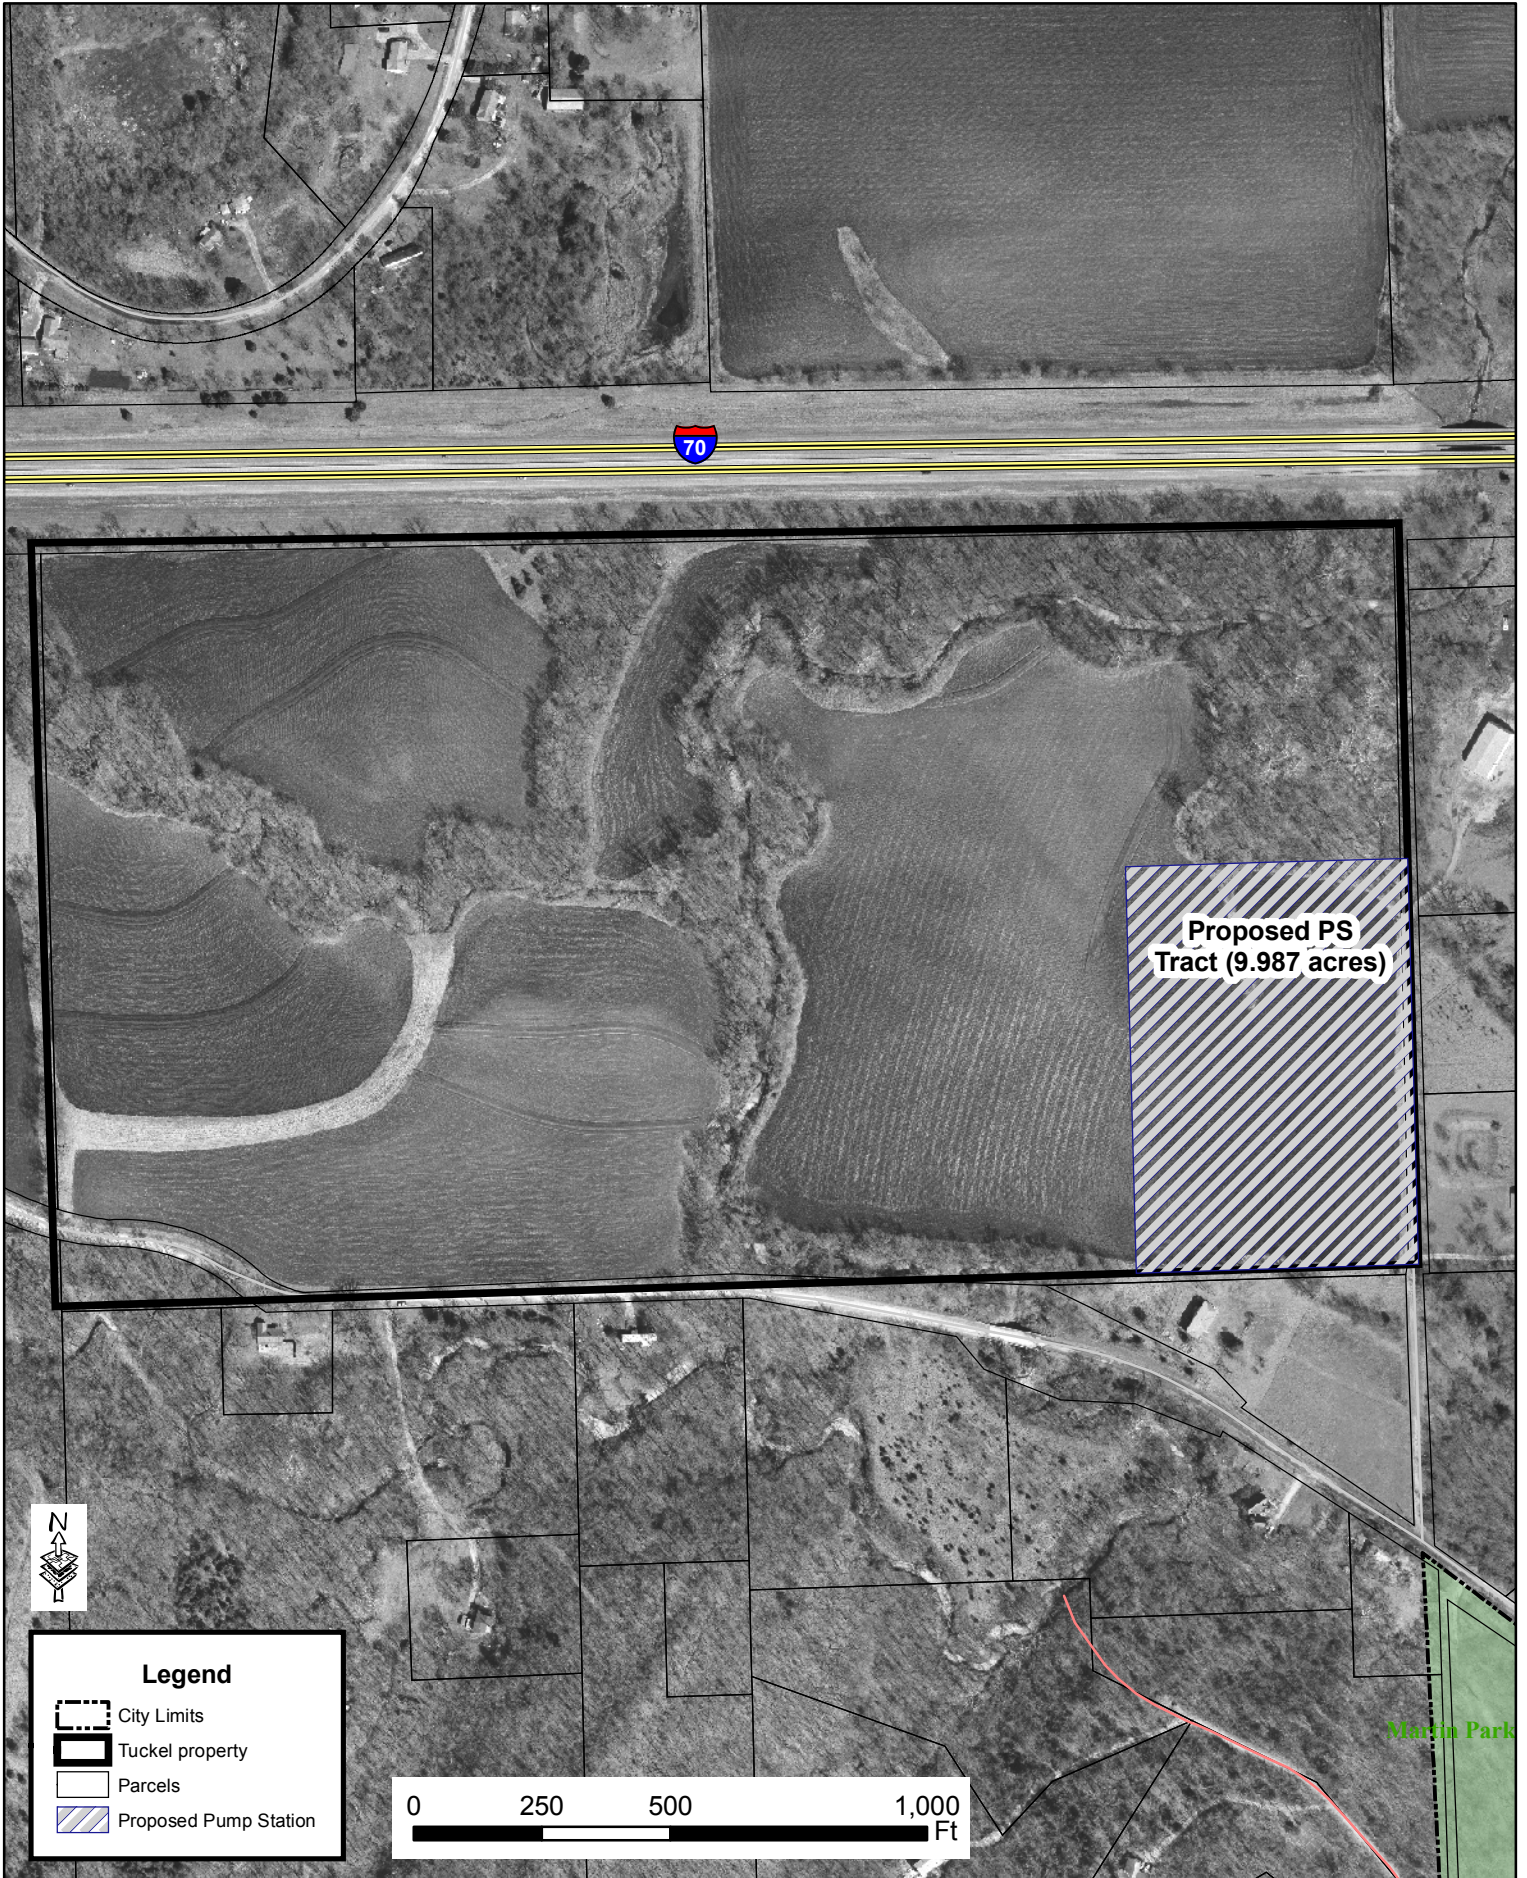 70
Proposed PS
Tract (9.987 acres)
N
Legend
City Limits
Tuckel property
Parcels
Proposed Pump Station
0 250 500 1,000
Ft
Martin Park